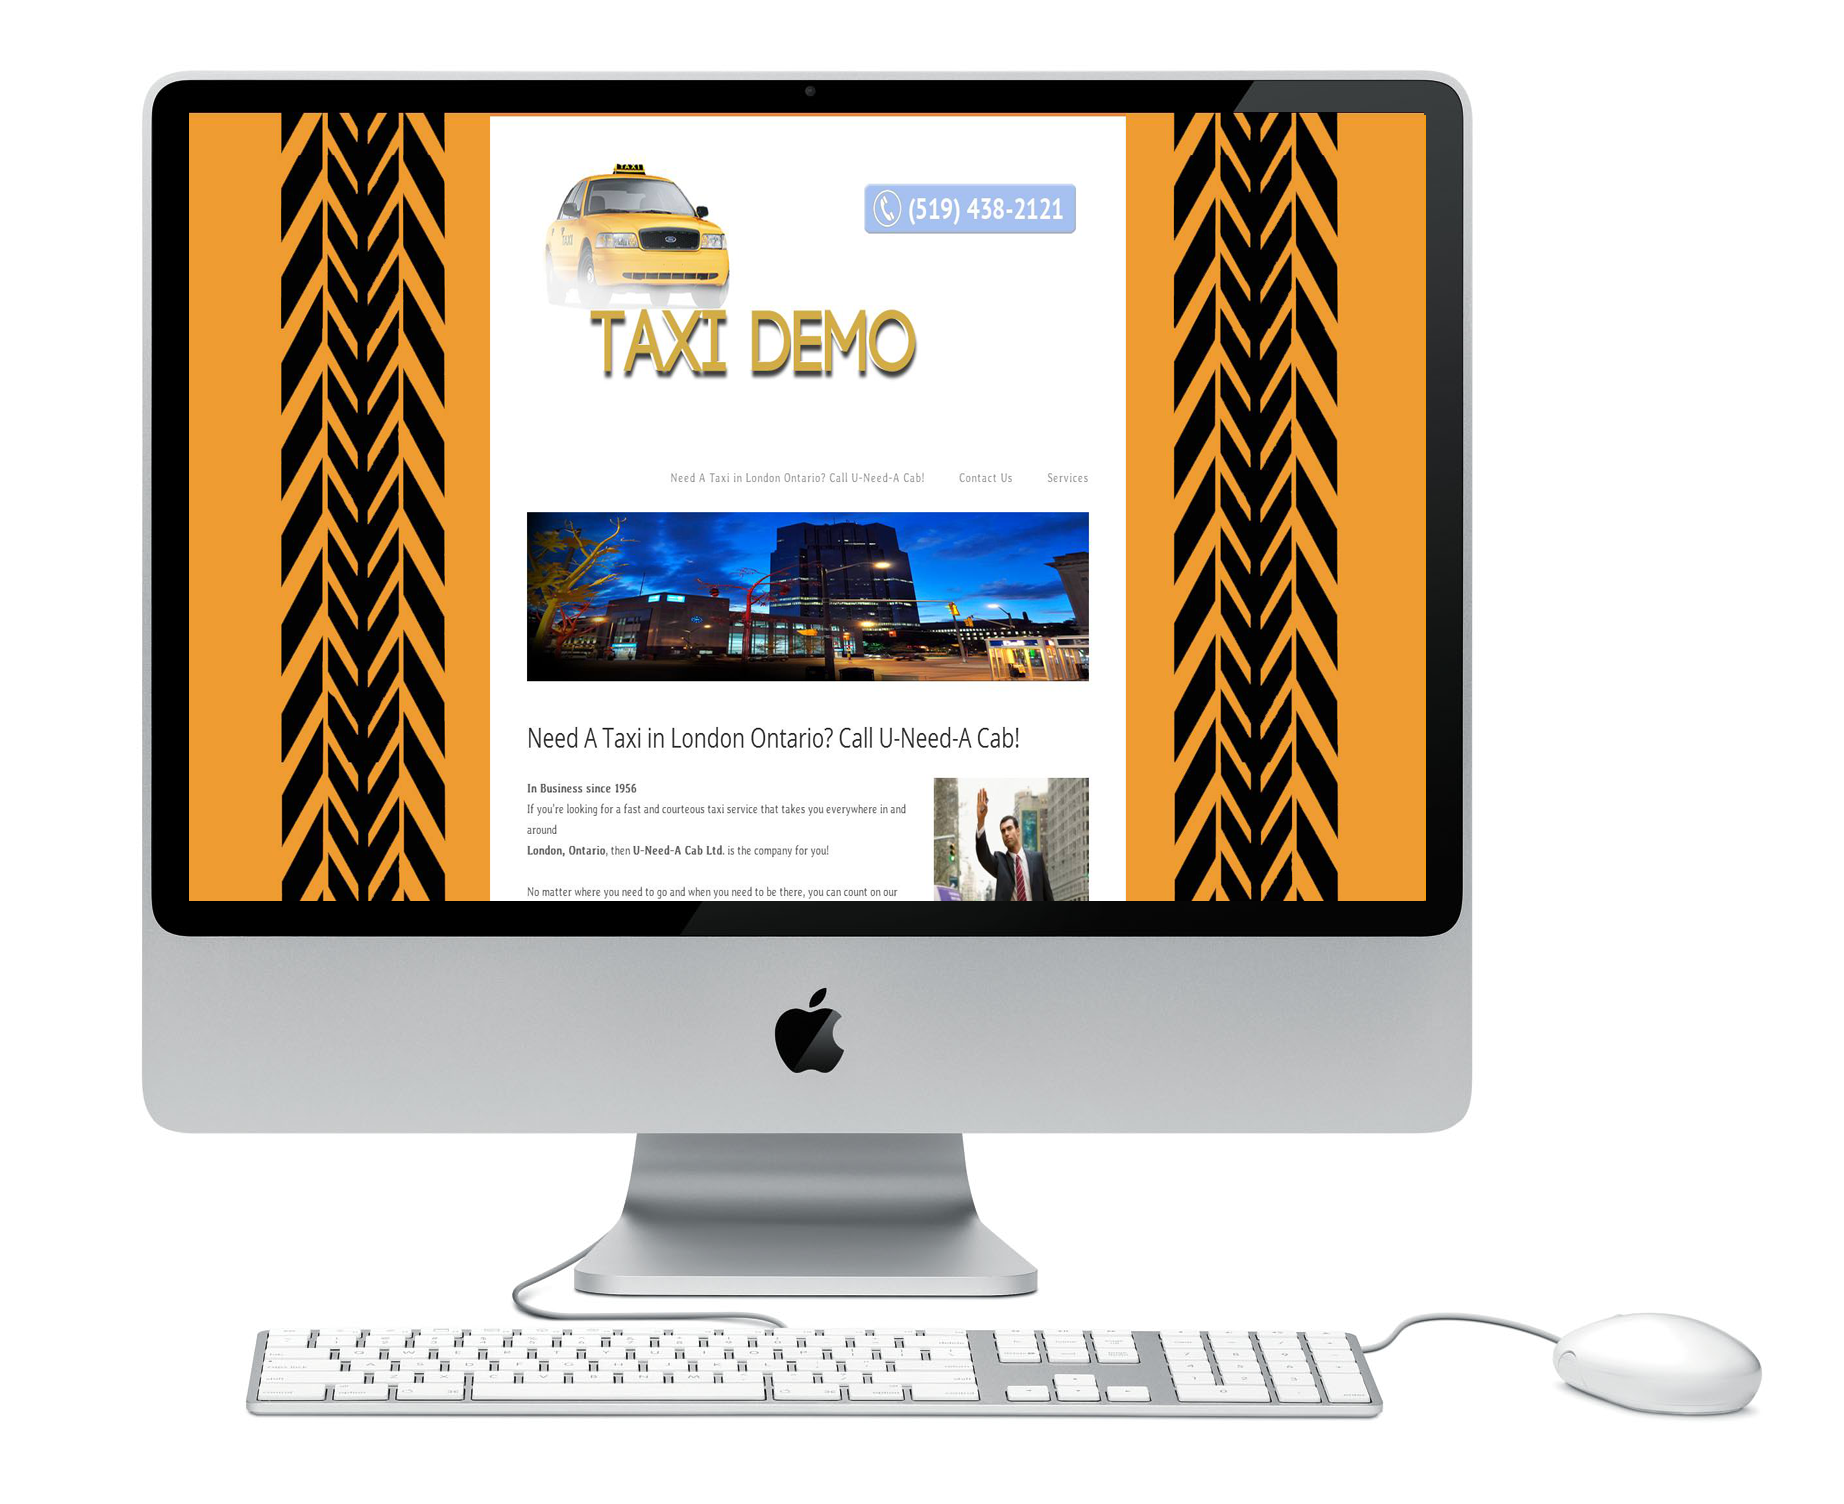 TAXI
TAXI
(519) 438-2121
TAXI DEMO
Need A Taxi in London Ontario? Call U-Need-A Cab! Contact Us Services
Need A Taxi in London Ontario? Call U-Need-A Cab!
In Business since 1956
If you're looking for a fast and courteous taxi service that takes you everywhere in and
around
London, Ontario, then U-Need-A Cab Ltd. is the company for you!
No matter where you need to go and when you need to be there, you can count on our